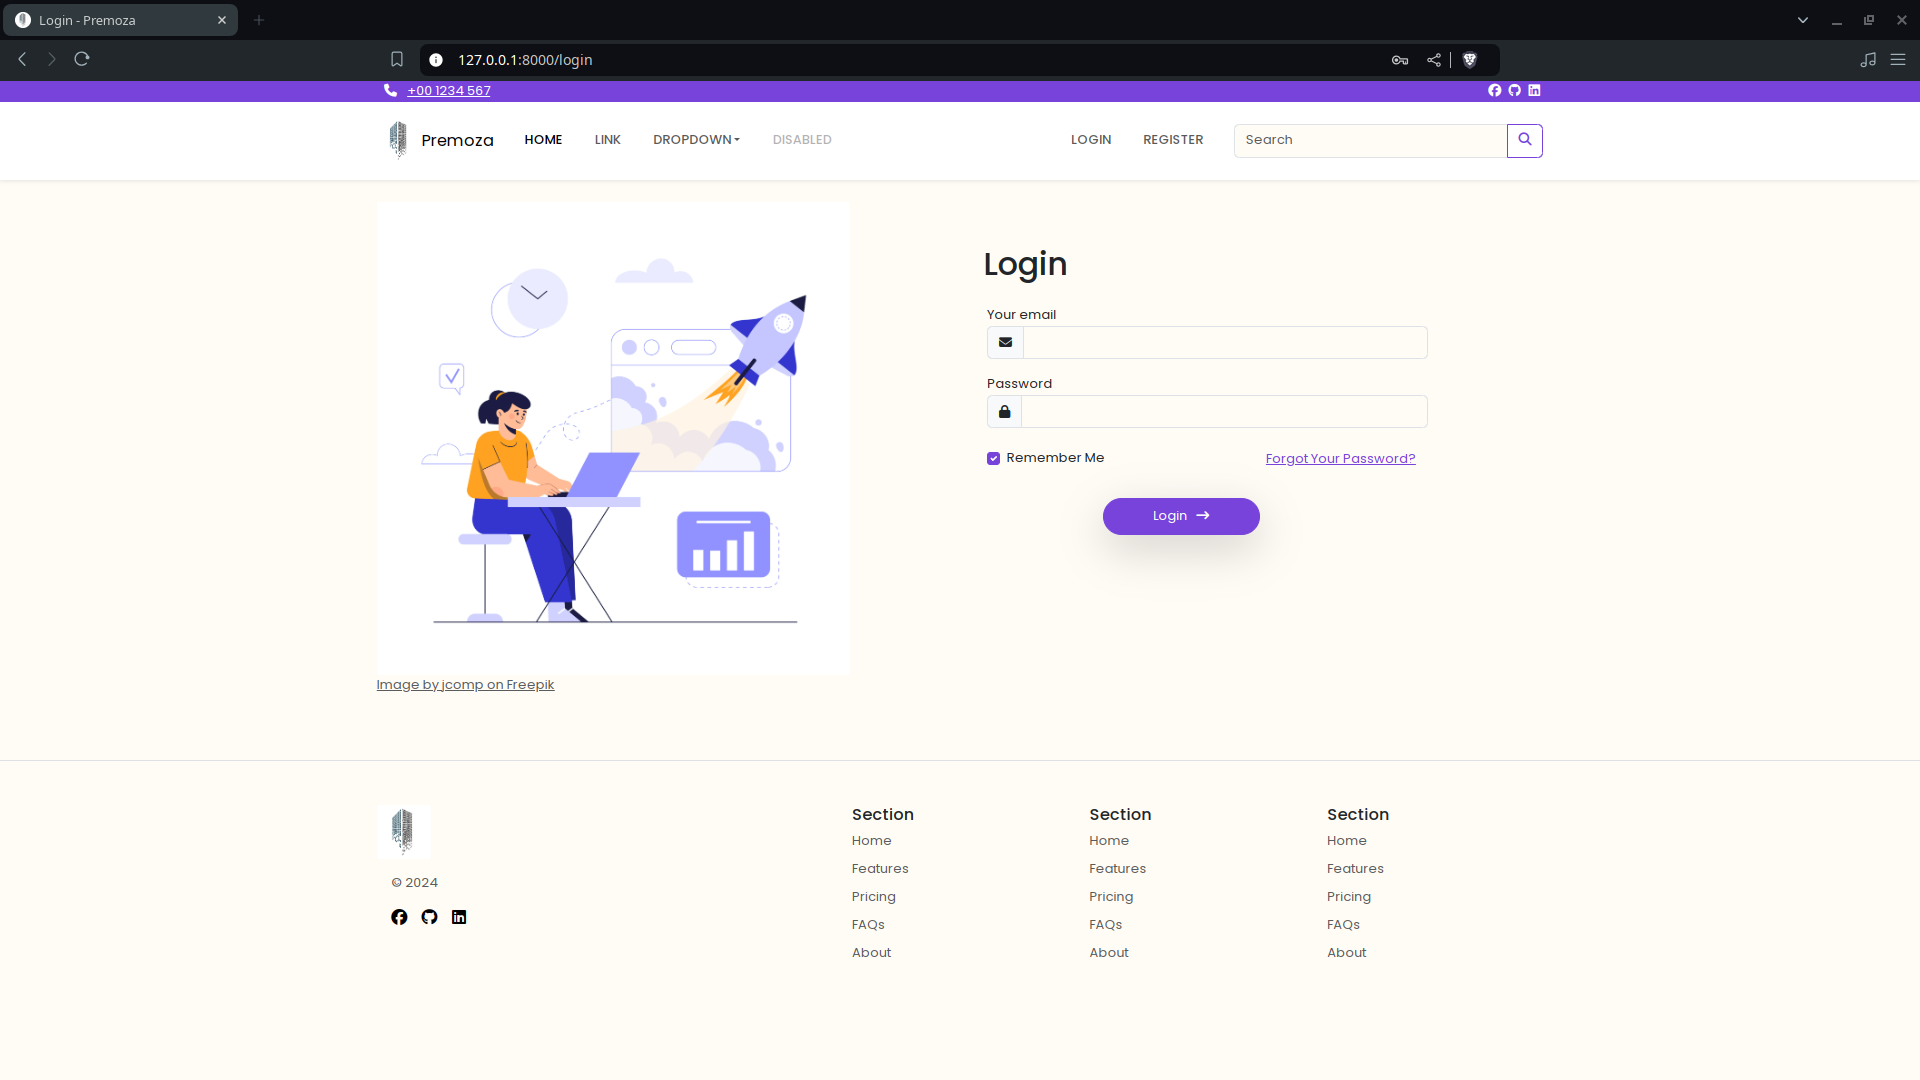 Login - Premoza
127.0.0.1:8000/login
+00 1234 567
Premoza HOME LINK DROPDOWN DISABLED LOGIN REGISTER Search
Login
Your email
Password
Remember Me Forgot Your Password?
Login
Image by jcomp on Freepik
© 2024
Section
Home
Features
Pricing
FAQs
About
Section
Home
Features
Pricing
FAQs
About
Section
Home
Features
Pricing
FAQs
About